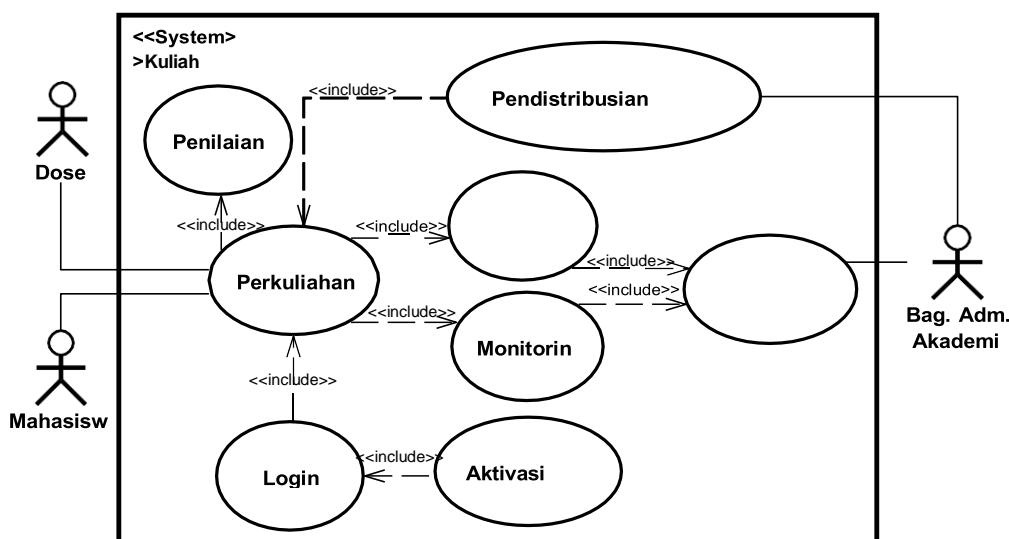 <<System>
>Kuliah
<<include>>
Pendistribusian
Penilaian
Dose
<<include>>
<<include>>
<<include>>
Perkuliahan
<<include>>
<<include>>
Bag. Adm.
Akademi
Monitorin
<<include>>
Mahasisw
<<include>>
Login
Aktivasi